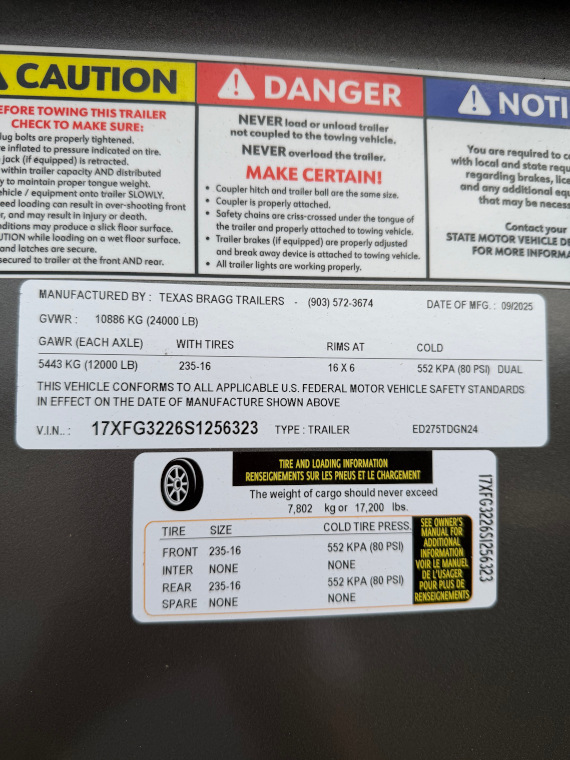 CAUTION
BEFORE TOWING THIS TRAILER
CHECK TO MAKE SURE:
lug bolts are properly tightened.
are inflated to pressure indicated on tire.
jack (if equipped) is retracted.
within trailer capacity AND distributed
to maintain proper tongue weight.
vehicle / equipment onto trailer SLOWLY.
speed loading can result in over-shooting front
and may result in injury or death.
conditions may produce a slick floor surface.
CAUTION while loading on a wet floor surface.
and latches are secure.
secured to trailer at the front AND rear.
DANGER
NEVER load or unload trailer
not coupled to the towing vehicle.
NEVER overload the trailer.
MAKE CERTAIN!
• Coupler hitch and trailer ball are the same size.
• Coupler is properly attached.
• Safety chains are criss-crossed under the tongue of
the trailer and properly attached to towing vehicle.
• Trailer brakes (if equipped) are properly adjusted
and break away device is attached to towing vehicle.
• All trailer lights are working properly.
NOTI
You are required to c
with local and state requ
regarding brakes, lice
and any additional equ
that may be necess
Contact your
STATE MOTOR VEHICLE DE
FOR MORE INFORMA
MANUFACTURED BY : TEXAS BRAGG TRAILERS - (903) 572-3674 DATE OF MFG. : 09/2025
GVWR : 10886 KG (24000 LB)
GAWR (EACH AXLE) WITH TIRES RIMS AT COLD
5443 KG (12000 LB) 235-16 16 X 6 552 KPA (80 PSI) DUAL
THIS VEHICLE CONFORMS TO ALL APPLICABLE U.S. FEDERAL MOTOR VEHICLE SAFETY STANDARDS
IN EFFECT ON THE DATE OF MANUFACTURE SHOWN ABOVE
V.I.N.. : 17XFG3226S1256323 TYPE : TRAILER ED275TDGN24
TIRE AND LOADING INFORMATION
RENSEIGNEMENTS SUR LES PNEUS ET LE CHARGEMENT
The weight of cargo should never exceed
7,802 kg or 17,200 lbs.
TIRE SIZE COLD TIRE PRESS.
FRONT 235-16 552 KPA (80 PSI)
INTER NONE NONE
REAR 235-16 552 KPA (80 PSI)
SPARE NONE NONE
SEE OWNER'S
MANUAL FOR
ADDITIONAL
INFORMATION
VOIR LE MANUEL
DE L'USAGER
POUR PLUS DE
RENSEIGNEMENTS
17XFG3226S1256323